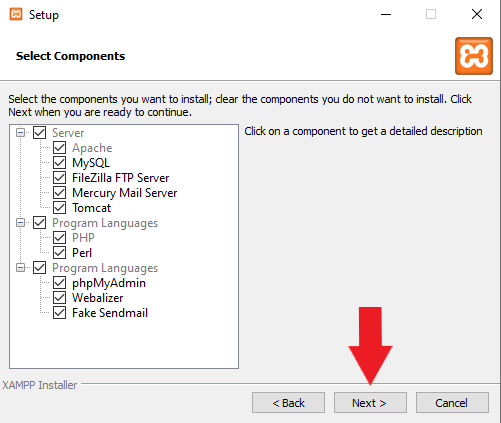 Setup
Select Components
Select the components you want to install; clear the components you do not want to install. Click
Next when you are ready to continue.
Server
Apache
MySQL
FileZilla FTP Server
Mercury Mail Server
Tomcat
Program Languages
PHP
Perl
Program Languages
phpMyAdmin
Webalizer
Fake Sendmail
Click on a component to get a detailed description
XAMPP Installer
< Back
Next >
Cancel